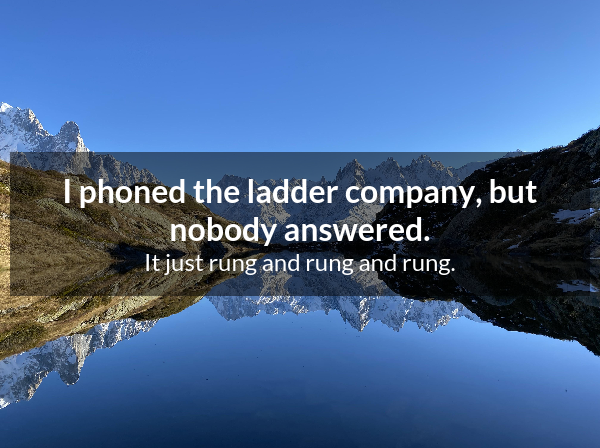 I phoned the ladder company, but
nobody answered.
It just rung and rung and rung.